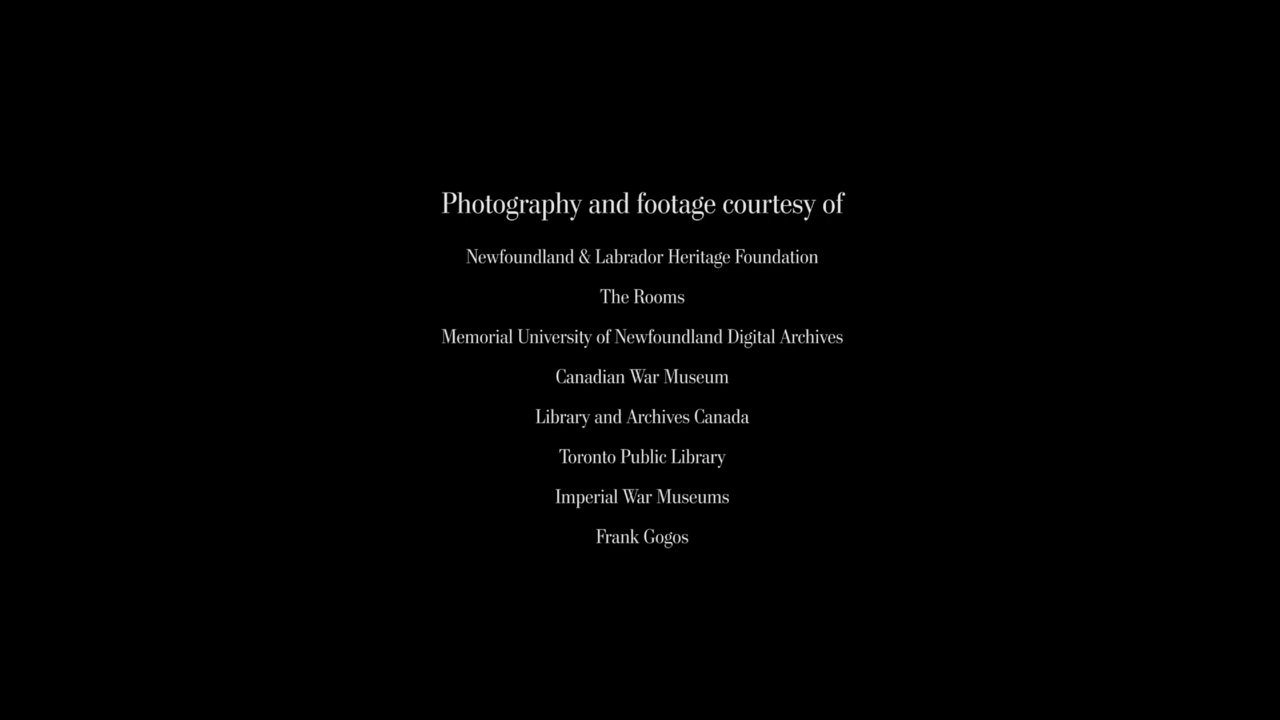 Photography and footage courtesy of
Newfoundland & Labrador Heritage Foundation
The Rooms
Memorial University of Newfoundland Digital Archives
Canadian War Museum
Library and Archives Canada
Toronto Public Library
Imperial War Museums
Frank Gogos